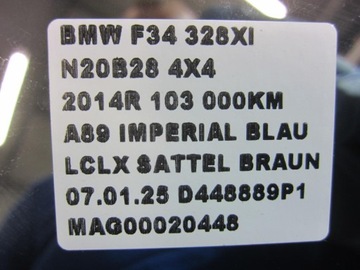 BMW F34 328XI
N20B28 4X4
2014R 103 000KM
A89 IMPERIAL BLAU
LCLX SATTEL BRAUN
07.01.25 D448889P1
MAG00020448